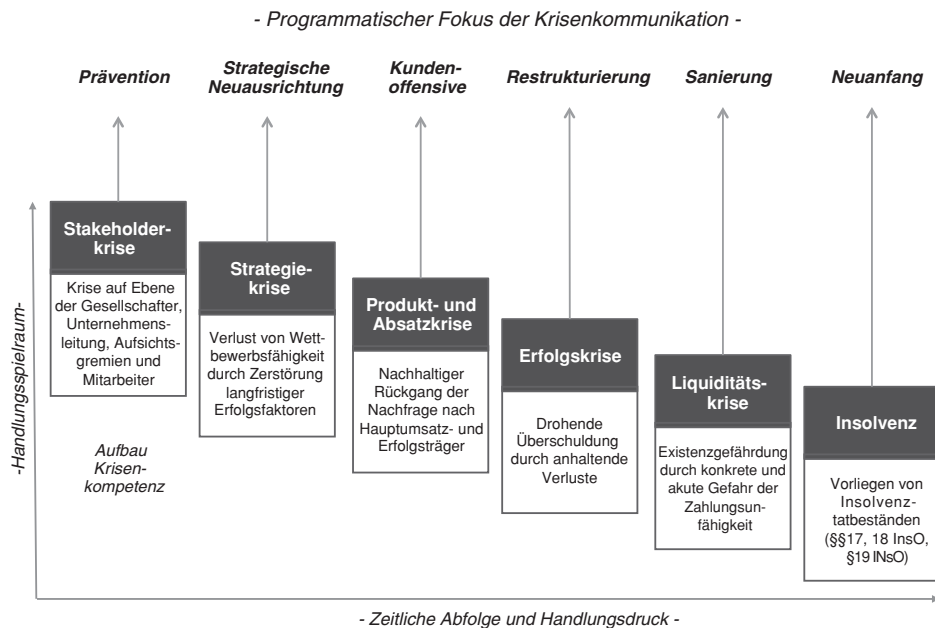 - Programmatischer Fokus der Krisenkommunikation -
Prävention
Strategische
Neuausrichtung
Kunden-
offensive
Restrukturierung
Sanierung
Neuanfang
-Handlungsspielraum-
Stakeholder-
krise
Krise auf Ebene
der Gesellschafter,
Unternehmens-
leitung, Aufsichts-
gremien und
Mitarbeiter
Aufbau
Krisen-
kompetenz
Strategie-
krise
Verlust von Wett-
bewerbsfähigkeit
durch Zerstörung
langfristiger
Erfolgsfaktoren
Produkt- und
Absatzkrise
Nachhaltiger
Rückgang der
Nachfrage nach
Hauptumsatz- und
Erfolgsträger
Erfolgskrise
Drohende
Überschuldung
durch anhaltende
Verluste
Liquiditäts-
krise
Existenzgefährdung
durch konkrete und
akute Gefahr der
Zahlungsun-
fähigkeit
Insolvenz
Vorliegen von
Insolvenz-
tatbeständen
(§§17, 18 InsO,
§19 INsO)
- Zeitliche Abfolge und Handlungsdruck -